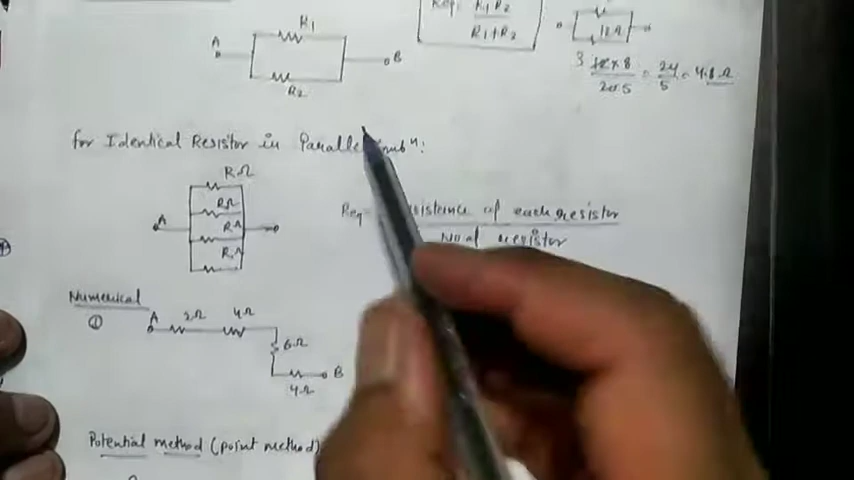 R1
A
B
R2
Req. R1R2
R1+R2
12Ω
3 12 x 8
20 5
= 24
5
= 4.8 Ω
for Identical Resistor in
RΩ
RΩ
RΩ
RΩ
A
Req =
of each resistor
No. of resistor
Numerical
①
A
2Ω
4Ω
6Ω
4Ω
B
Potential method (point method)